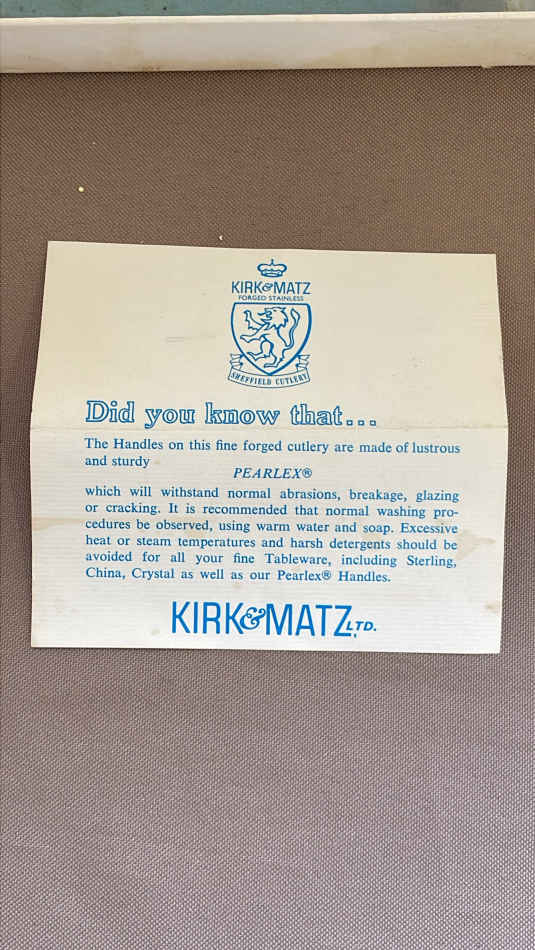 KIRK&MATZ
FORGED STAINLESS
SHEFFIELD CUTLERY
Did you know that...
The Handles on this fine forged cutlery are made of lustrous
and sturdy
PEARLEX®
which will withstand normal abrasions, breakage, glazing
or cracking. It is recommended that normal washing pro-
cedures be observed, using warm water and soap. Excessive
heat or steam temperatures and harsh detergents should be
avoided for all your fine Tableware, including Sterling,
China, Crystal as well as our Pearlex® Handles.
KIRK&MATZ LTD.